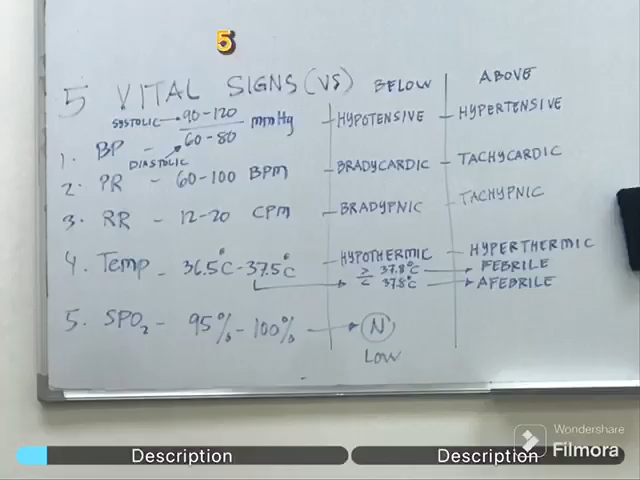 5
5 VITAL SIGNS (VS) BELOW ABOVE
SYSTOLIC → 90-120 mmHg HYPOTENSIVE HYPERTENSIVE
1. BP - 60-80
DIASTOLIC
2. PR - 60-100 BPM BRADYCARDIC TACHYCARDIC
3. RR - 12-20 CPM BRADYPNIC TACHYPNIC
4. Temp - 36.5°C-37.5°C HYPOTHERMIC HYPERTHERMIC
≥ 37.8°C → FEBRILE
< 37.8°C → AFEBRILE
5. SPO₂ - 95% - 100% → N
LOW
Wondershare
Filmora
Description Description